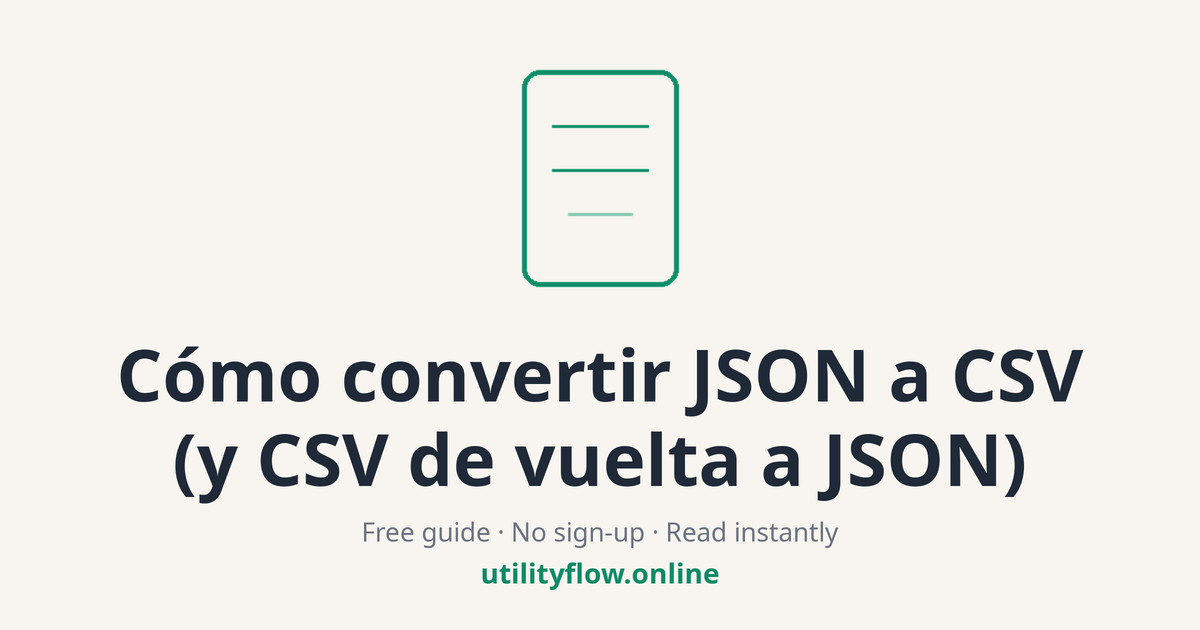 Cómo convertir JSON a CSV
(y CSV de vuelta a JSON)
Free guide · No sign-up · Read instantly
utilityflow.online